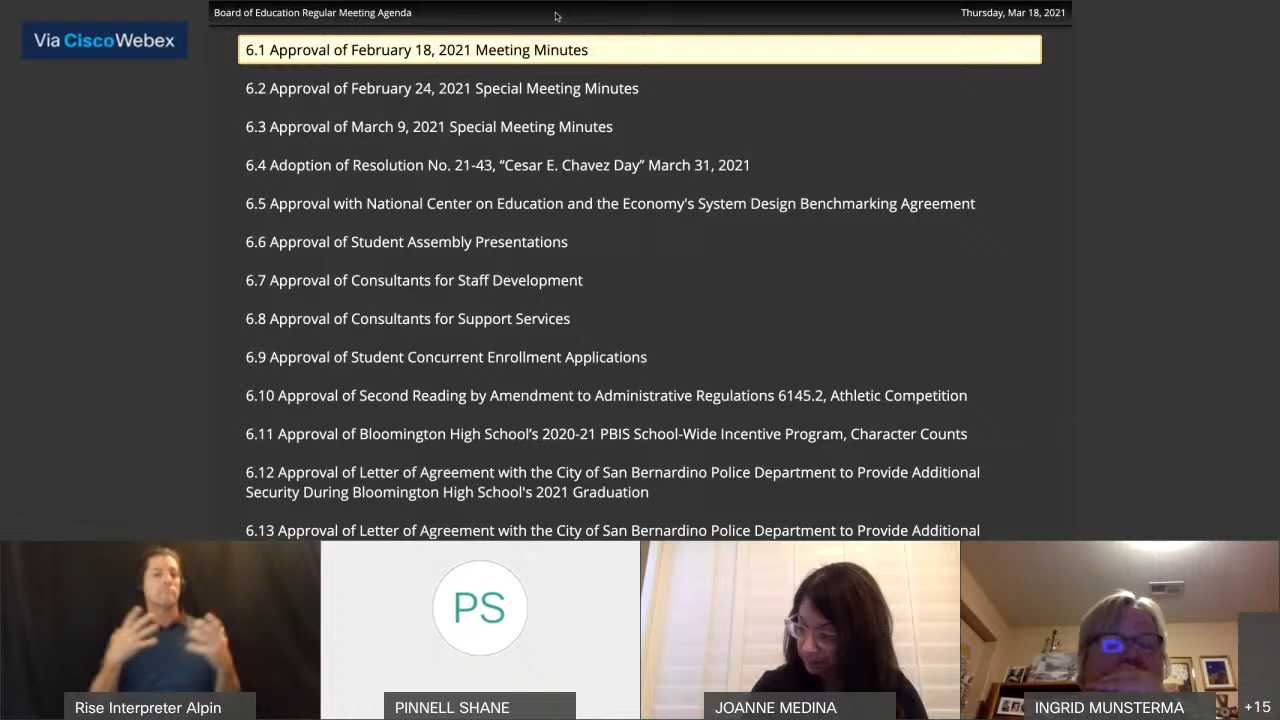 Board of Education Regular Meeting Agenda
Thursday, Mar 18, 2021
Via CiscoWebex
6.1 Approval of February 18, 2021 Meeting Minutes
6.2 Approval of February 24, 2021 Special Meeting Minutes
6.3 Approval of March 9, 2021 Special Meeting Minutes
6.4 Adoption of Resolution No. 21-43, “Cesar E. Chavez Day” March 31, 2021
6.5 Approval with National Center on Education and the Economy's System Design Benchmarking Agreement
6.6 Approval of Student Assembly Presentations
6.7 Approval of Consultants for Staff Development
6.8 Approval of Consultants for Support Services
6.9 Approval of Student Concurrent Enrollment Applications
6.10 Approval of Second Reading by Amendment to Administrative Regulations 6145.2, Athletic Competition
6.11 Approval of Bloomington High School’s 2020-21 PBIS School-Wide Incentive Program, Character Counts
6.12 Approval of Letter of Agreement with the City of San Bernardino Police Department to Provide Additional
Security During Bloomington High School's 2021 Graduation
6.13 Approval of Letter of Agreement with the City of San Bernardino Police Department to Provide Additional
PS
Rise Interpreter Alpin
PINNELL SHANE
JOANNE MEDINA
INGRID MUNSTERMA
+15